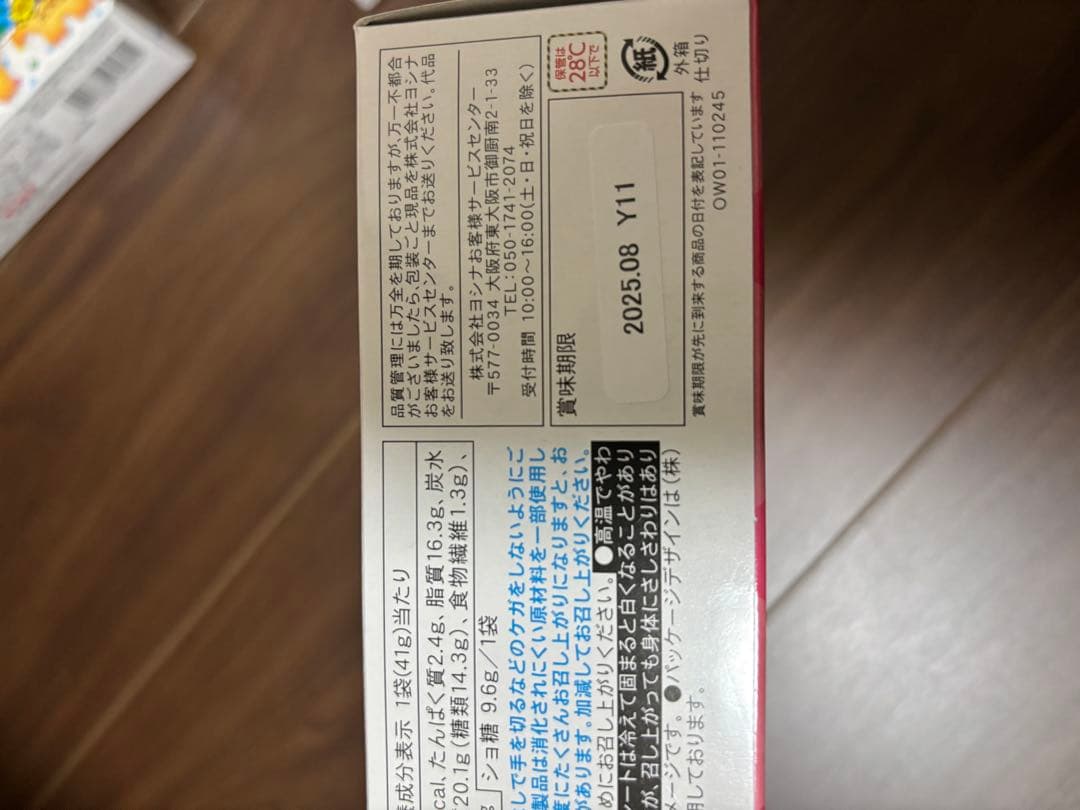 品質管理には万全を期しておりますが、万一不都合
がございましたら、包装ごと現品を株式会社ヨシナ
お客様サービスセンターまでお送りください。代品
をお送り致します。
株式会社ヨシナお客様サービスセンター
〒577-0034 大阪府東大阪市御厨南2-1-33
TEL:050-1741-2074
受付時間 10:00〜16:00(土・日・祝日を除く)
保管は
28℃
以下で
紙
外箱
仕切り
賞味期限
2025.08 Y11
賞味期限が先に到来する商品の日付を表記しています
OW01-110245
成分表示 1袋(41g)当たり
cal、たんぱく質2.4g、脂質16.3g、炭水
20.1g(糖類14.3g)、食物繊維1.3g)、
ショ糖 9.6g/1袋
しで手を切るなどのケガをしないようにご
製品は消化されにくい原材料を一部使用し
度にたくさんお召し上がりになりますと、お
があります。加減してお召し上がりください。
めにお召し上がりください。●高温でやわ
ートは冷えて固まると白くなることがあり
が、召し上がっても身体にさしさわりはあり
メージです。●パッケージデザインは(株)
用しております。